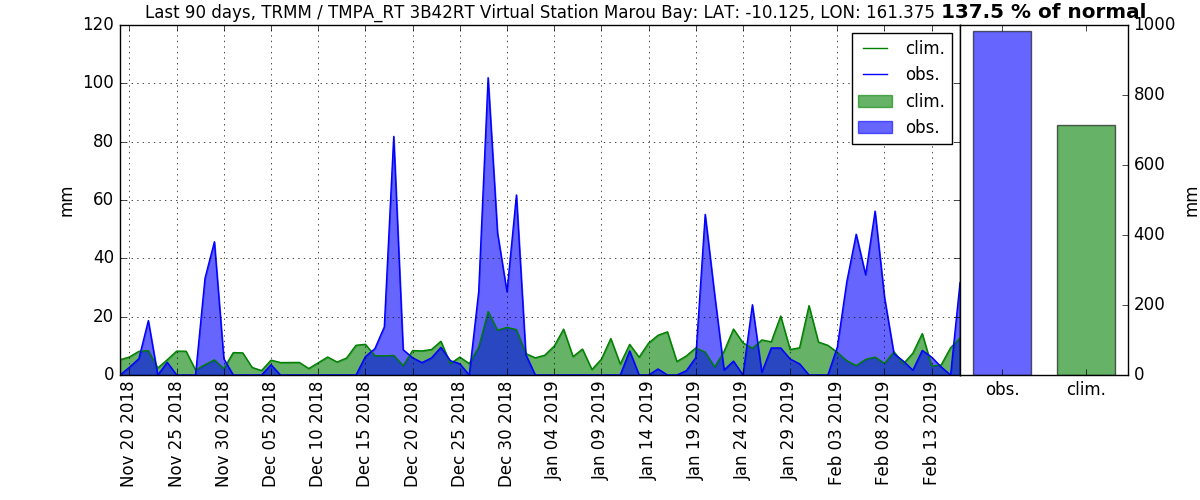 Last 90 days, TRMM / TMPA_RT 3B42RT Virtual Station Marou Bay: LAT: -10.125, LON: 161.375 137.5 % of normal
120
100
80
60
40
20
0
mm
clim.
obs.
clim.
obs.
1000
800
600
400
200
0
mm
obs.
clim.
Nov 20 2018
Nov 25 2018
Nov 30 2018
Dec 05 2018
Dec 10 2018
Dec 15 2018
Dec 20 2018
Dec 25 2018
Dec 30 2018
Jan 04 2019
Jan 09 2019
Jan 14 2019
Jan 19 2019
Jan 24 2019
Jan 29 2019
Feb 03 2019
Feb 08 2019
Feb 13 2019